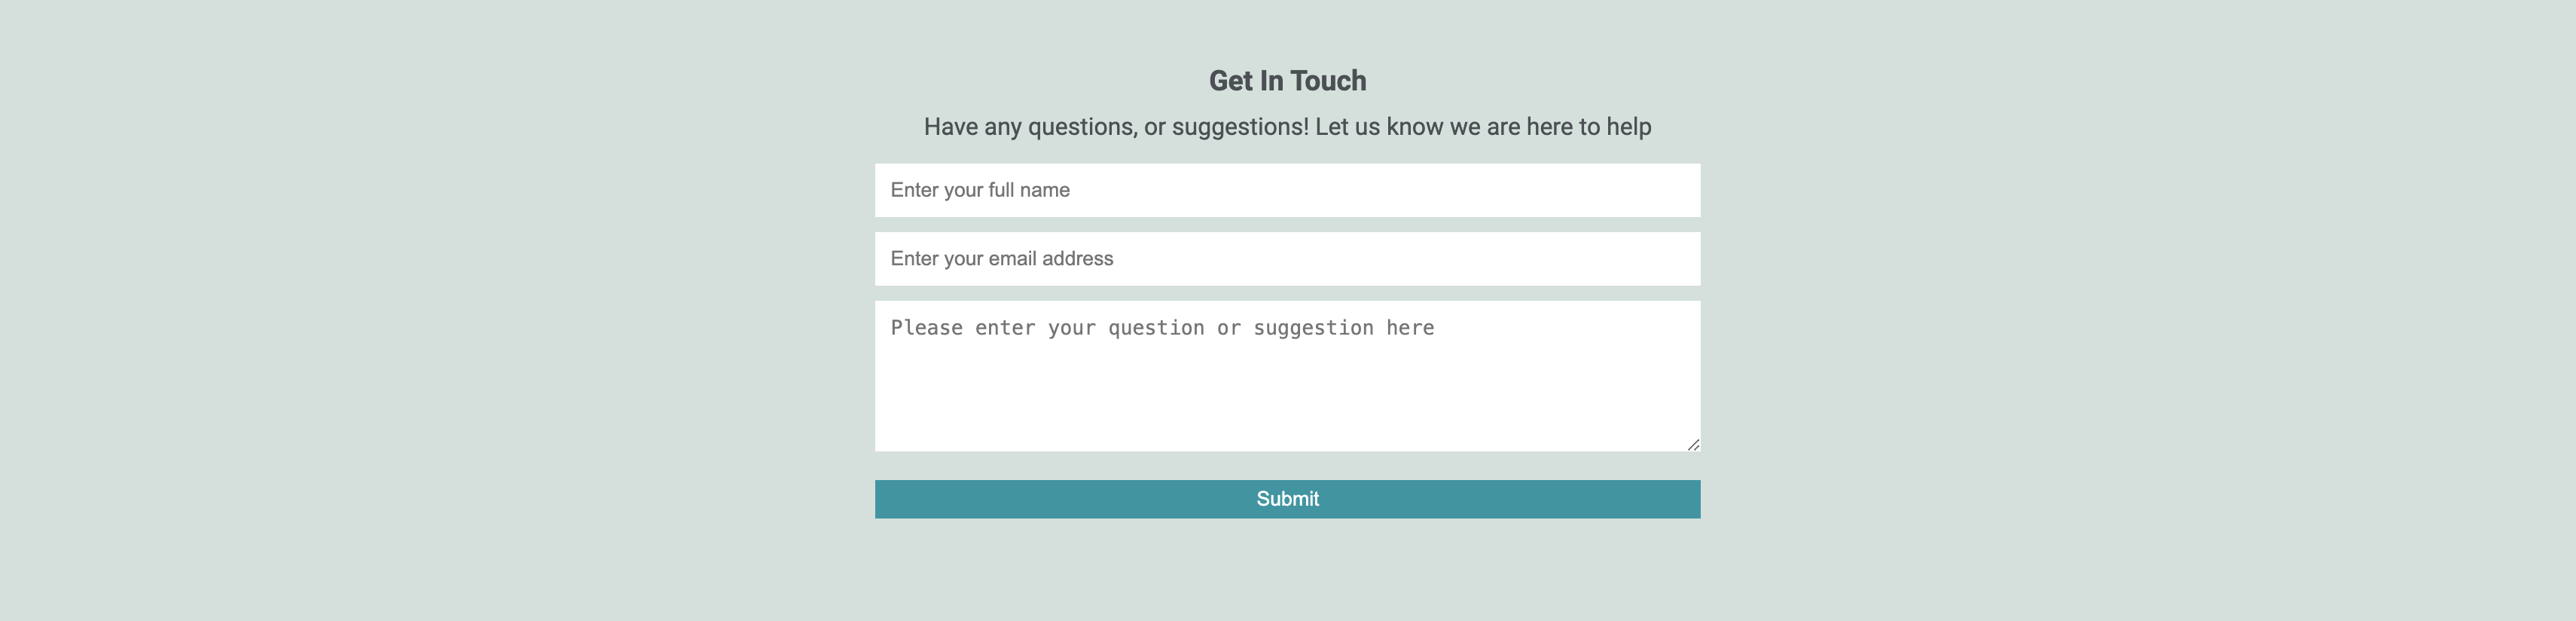 Get In Touch
Have any questions, or suggestions! Let us know we are here to help
Enter your full name
Enter your email address
Please enter your question or suggestion here
Submit